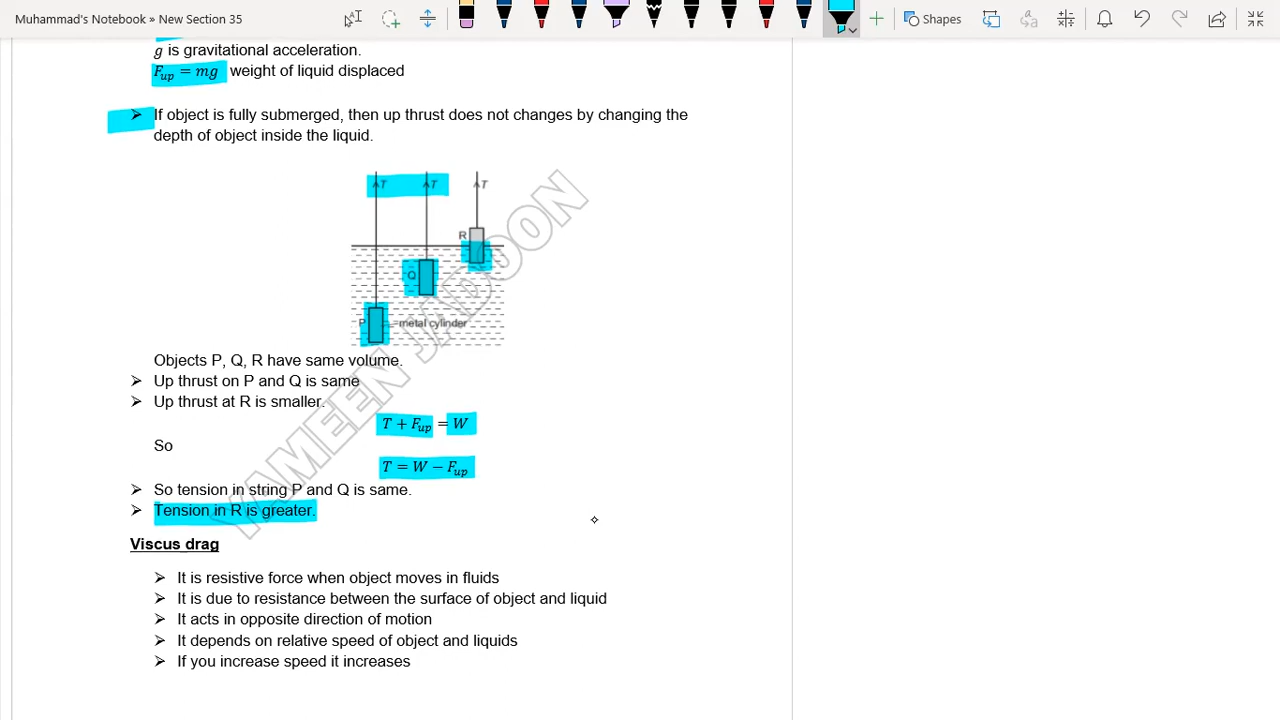 Muhammad's Notebook » New Section 35
Shapes
g is gravitational acceleration.
F_up = mg weight of liquid displaced
➢ If object is fully submerged, then up thrust does not changes by changing the
depth of object inside the liquid.
T T T
R
Q
P metal cylinder
YAMEEN JADOON
Objects P, Q, R have same volume.
➢ Up thrust on P and Q is same
➢ Up thrust at R is smaller.
T + F_up = W
So
T = W − F_up
➢ So tension in string P and Q is same.
➢ Tension in R is greater.
Viscus drag
➢ It is resistive force when object moves in fluids
➢ It is due to resistance between the surface of object and liquid
➢ It acts in opposite direction of motion
➢ It depends on relative speed of object and liquids
➢ If you increase speed it increases